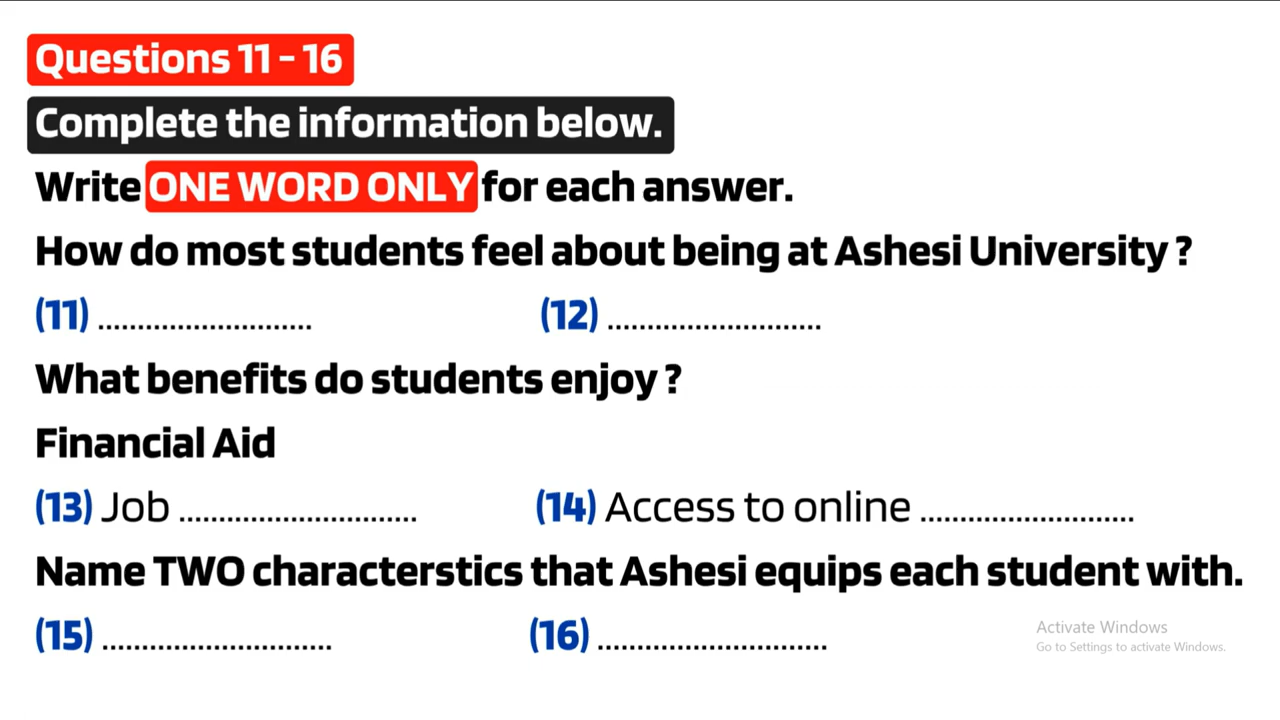 Questions 11 - 16
Complete the information below.
Write ONE WORD ONLY for each answer.
How do most students feel about being at Ashesi University ?
(11) ........................... (12) ...........................
What benefits do students enjoy ?
Financial Aid
(13) Job .............................. (14) Access to online ...........................
Name TWO characterstics that Ashesi equips each student with.
(15) ............................. (16) .............................
Activate Windows
Go to Settings to activate Windows.